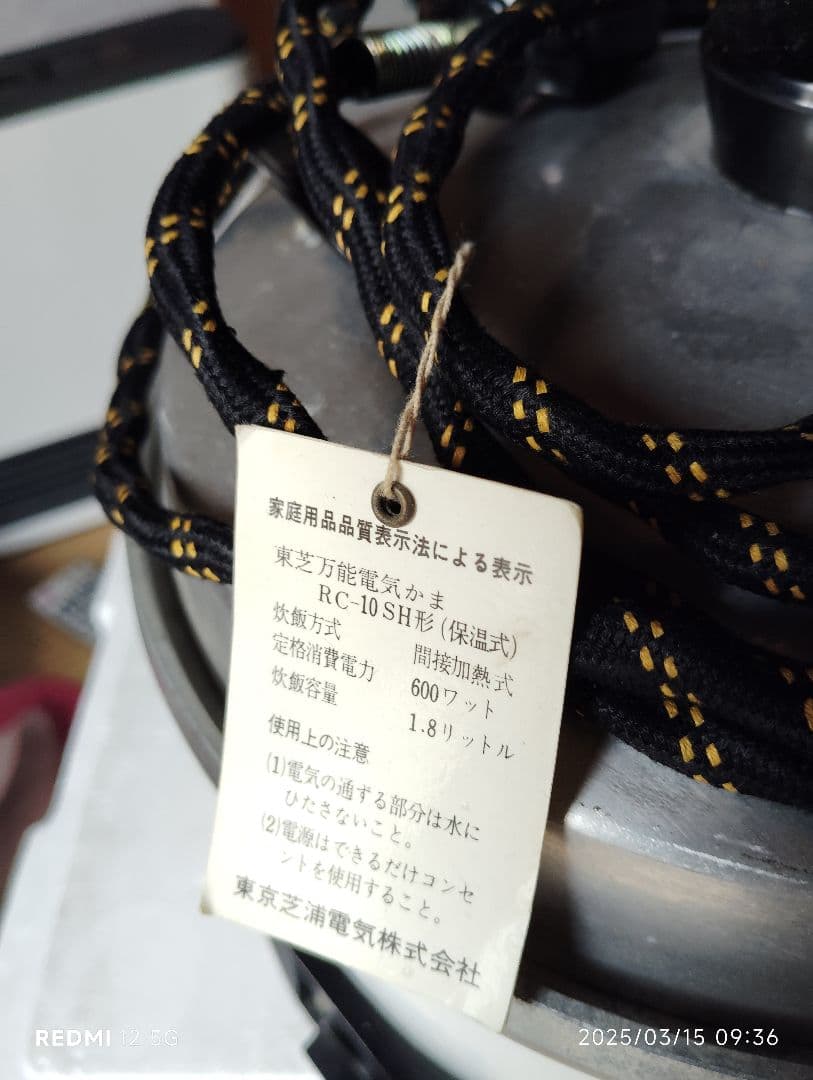 家庭用品品質表示法による表示
東芝万能電気かま
RC-10SH形(保温式)
炊飯方式 間接加熱式
定格消費電力 600ワット
炊飯容量 1.8リットル
使用上の注意
(1)電気の通ずる部分は水に
ひたさないこと。
(2)電源はできるだけコンセ
ントを使用すること。
東京芝浦電気株式会社
REDMI 12 5G
2025/03/15 09:36